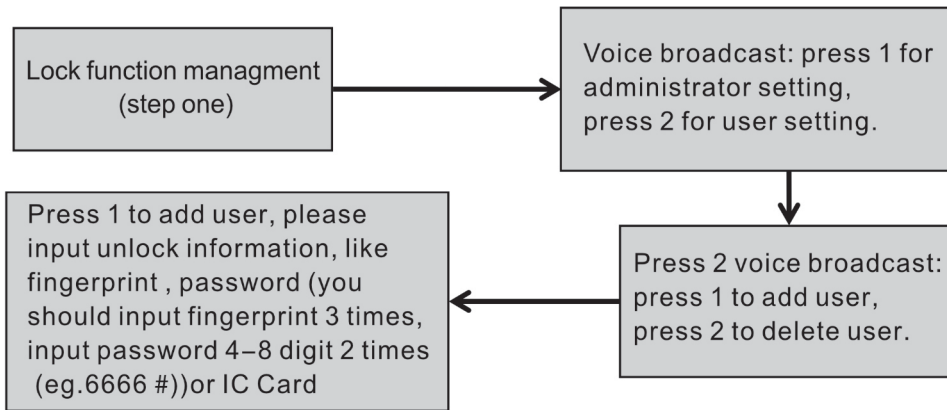 Lock function managment
(step one)
Voice broadcast: press 1 for
administrator setting,
press 2 for user setting.
Press 2 voice broadcast:
press 1 to add user,
press 2 to delete user.
Press 1 to add user, please
input unlock information, like
fingerprint , password (you
should input fingerprint 3 times,
input password 4–8 digit 2 times
(eg.6666 #))or IC Card